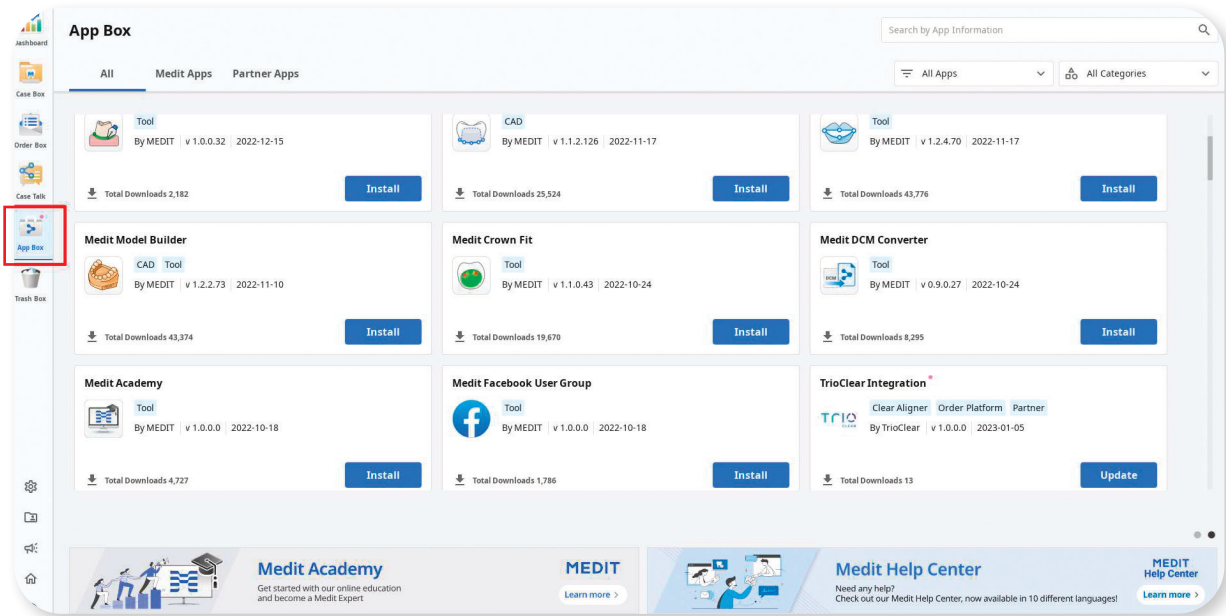 App Box
Search by App Information
All
Medit Apps
Partner Apps
All Apps
All Categories
Dashboard
Case Box
Order Box
Case Talk
App Box
Trash Box
Tool
By MEDIT | v 1.0.0.32 | 2022-12-15
Total Downloads 2,182
Install
CAD
By MEDIT | v 1.1.2.126 | 2022-11-17
Total Downloads 25,524
Install
Tool
By MEDIT | v 1.2.4.70 | 2022-11-17
Total Downloads 43,776
Install
Medit Model Builder
CAD Tool
By MEDIT | v 1.2.2.73 | 2022-11-10
Total Downloads 43,374
Install
Medit Crown Fit
Tool
By MEDIT | v 1.1.0.43 | 2022-10-24
Total Downloads 19,670
Install
Medit DCM Converter
DCM
Tool
By MEDIT | v 0.9.0.27 | 2022-10-24
Total Downloads 8,295
Install
Medit Academy
Tool
By MEDIT | v 1.0.0.0 | 2022-10-18
Total Downloads 4,727
Install
Medit Facebook User Group
Tool
By MEDIT | v 1.0.0.0 | 2022-10-18
Total Downloads 1,786
Install
TrioClear Integration
TRIO
CLEAR
Clear Aligner Order Platform Partner
By TrioClear | v 1.0.0.0 | 2023-01-05
Total Downloads 13
Update
Medit Academy
Get started with our online education
and become a Medit Expert
MEDIT
Learn more >
Medit Help Center
Need any help?
Check out our Medit Help Center, now available in 10 different languages!
MEDIT
Help Center
Learn more >